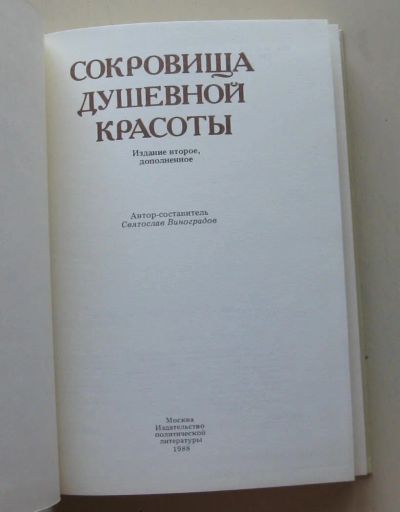 СОКРОВИЩА
ДУШЕВНОЙ
КРАСОТЫ
Издание второе,
дополненное
Автор-составитель
Святослав Виноградов
Москва
Издательство
политической
литературы
1988